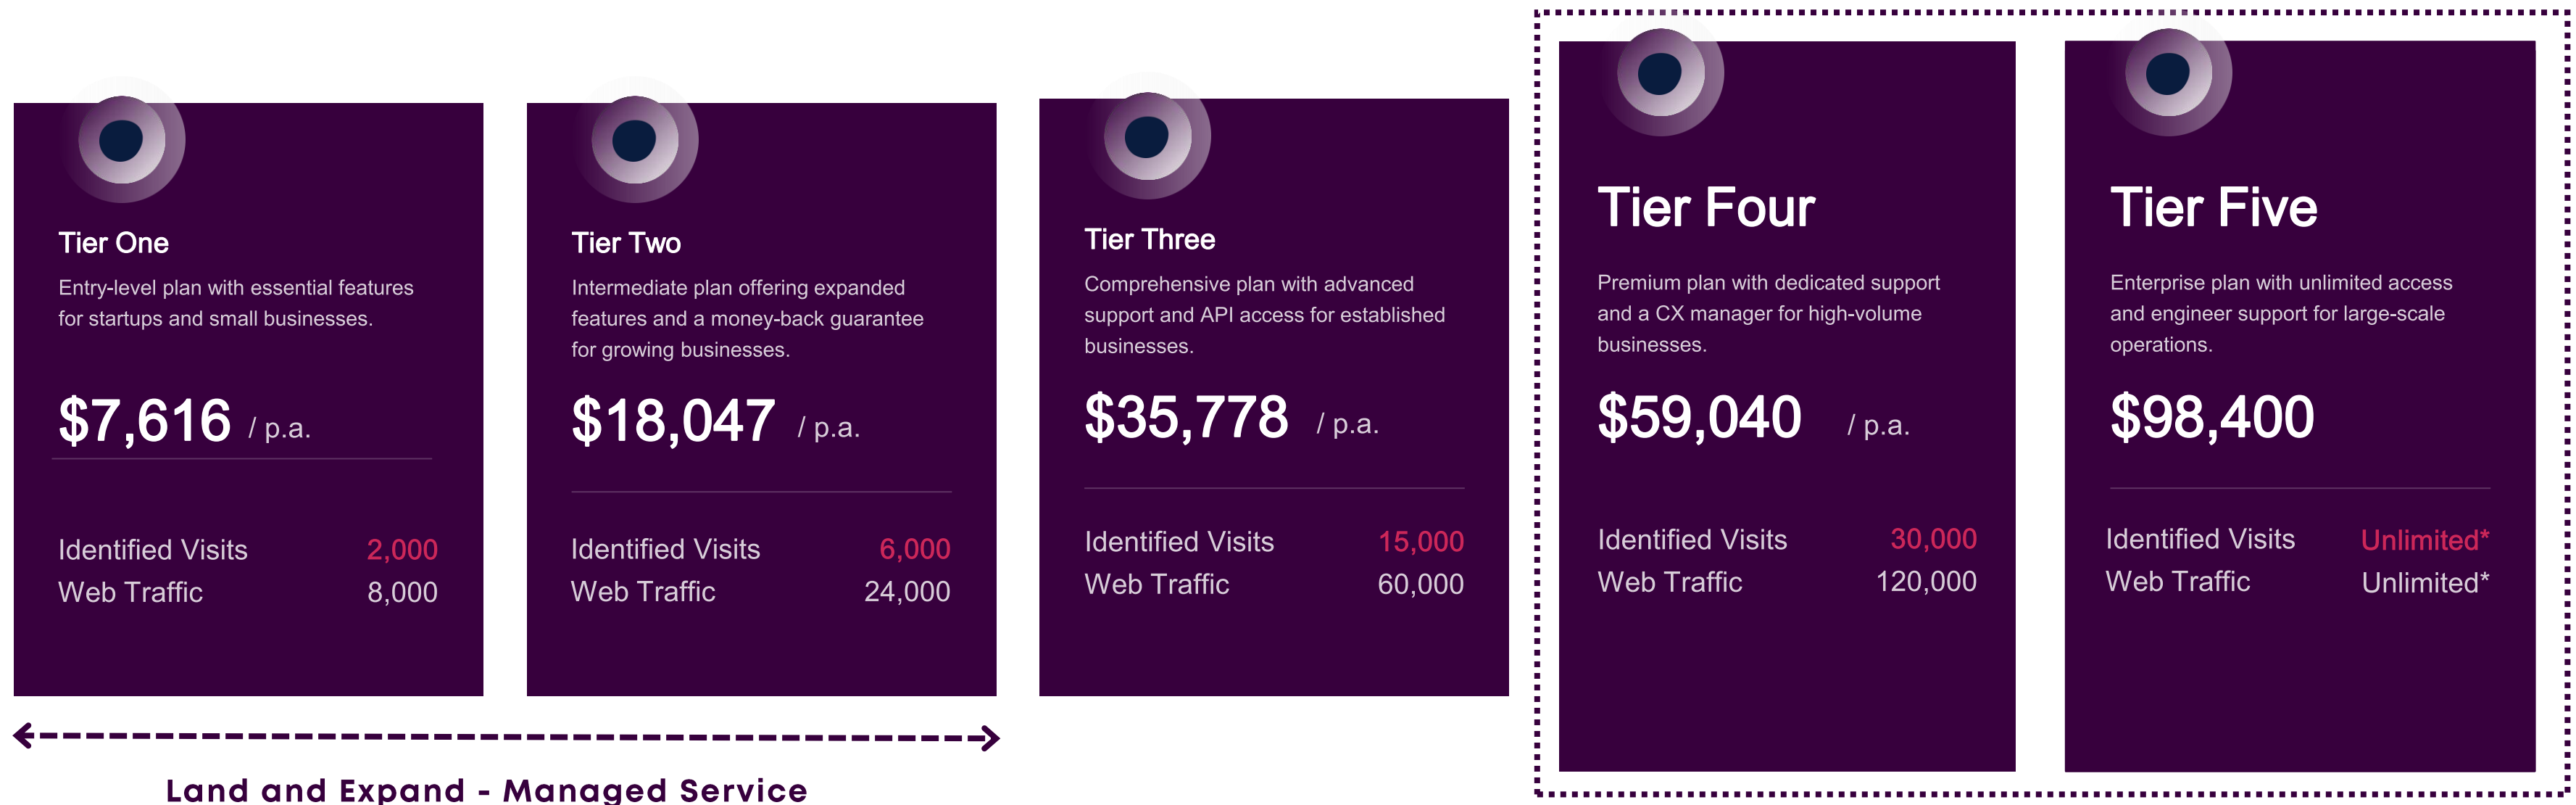 Tier One
Entry-level plan with essential features
for startups and small businesses.
$7,616 / p.a.
Identified Visits 2,000
Web Traffic 8,000
Tier Two
Intermediate plan offering expanded
features and a money-back guarantee
for growing businesses.
$18,047 / p.a.
Identified Visits 6,000
Web Traffic 24,000
Tier Three
Comprehensive plan with advanced
support and API access for established
businesses.
$35,778 / p.a.
Identified Visits 15,000
Web Traffic 60,000
Tier Four
Premium plan with dedicated support
and a CX manager for high-volume
businesses.
$59,040 / p.a.
Identified Visits 30,000
Web Traffic 120,000
Tier Five
Enterprise plan with unlimited access
and engineer support for large-scale
operations.
$98,400
Identified Visits Unlimited*
Web Traffic Unlimited*
Land and Expand - Managed Service